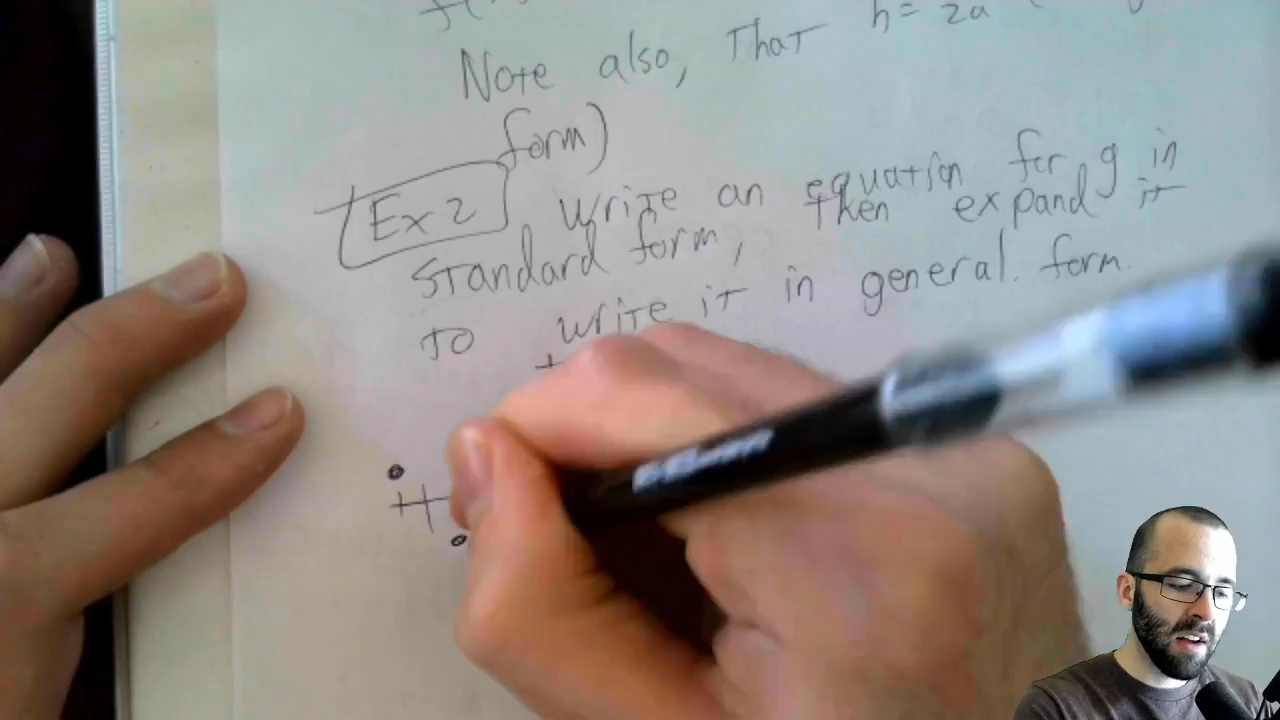 Note also, That h = 2a
form)
Ex 2 Write an equation for g in
standard form, then expand it
to write it in general form.